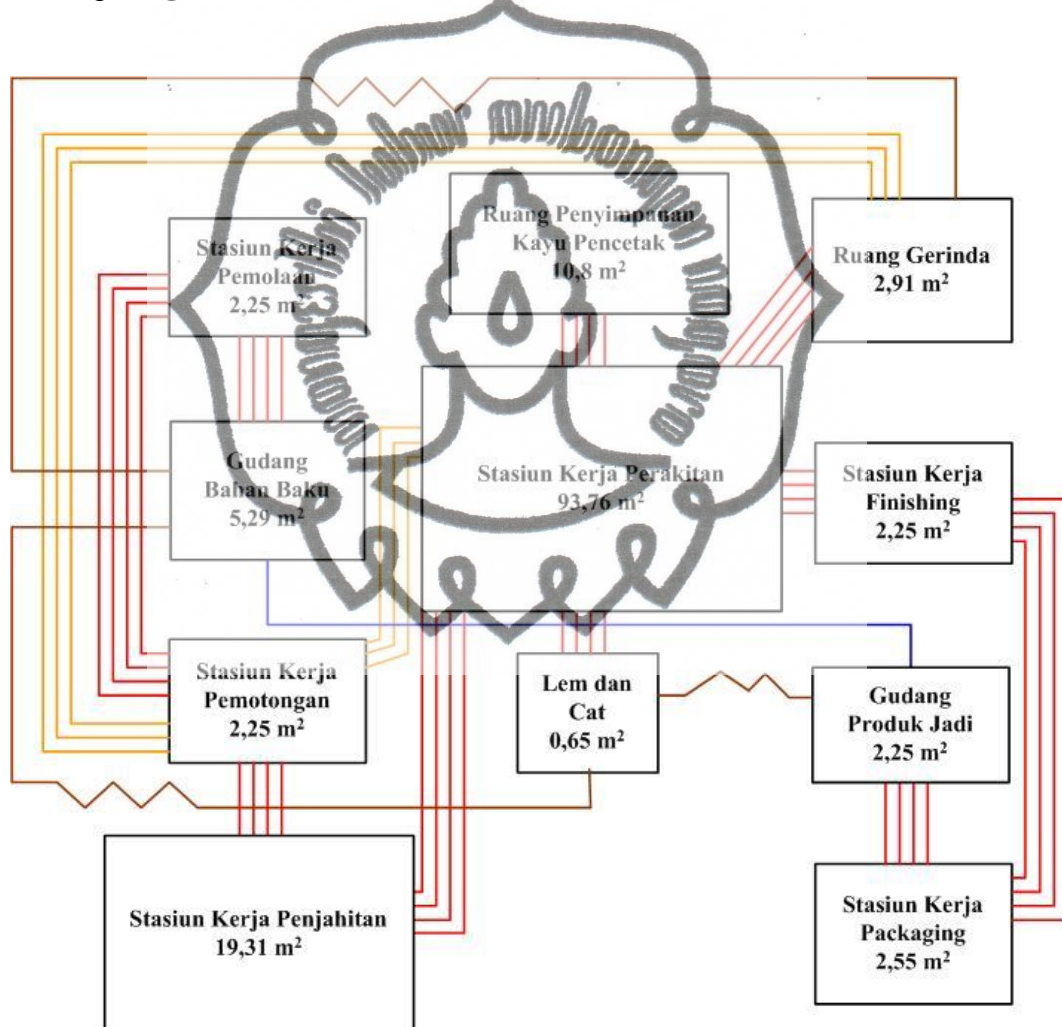 Stasiun Kerja
Pemolaan
2,25 m²
Ruang Penyimpanan
Kayu Pencetak
10,8 m²
Ruang Gerinda
2,91 m²
Gudang
Bahan Baku
5,29 m²
Stasiun Kerja Perakitan
93,76 m²
Stasiun Kerja
Finishing
2,25 m²
Stasiun Kerja
Pemotongan
2,25 m²
Lem dan
Cat
0,65 m²
Gudang
Produk Jadi
2,25 m²
Stasiun Kerja Penjahitan
19,31 m²
Stasiun Kerja
Packaging
2,55 m²